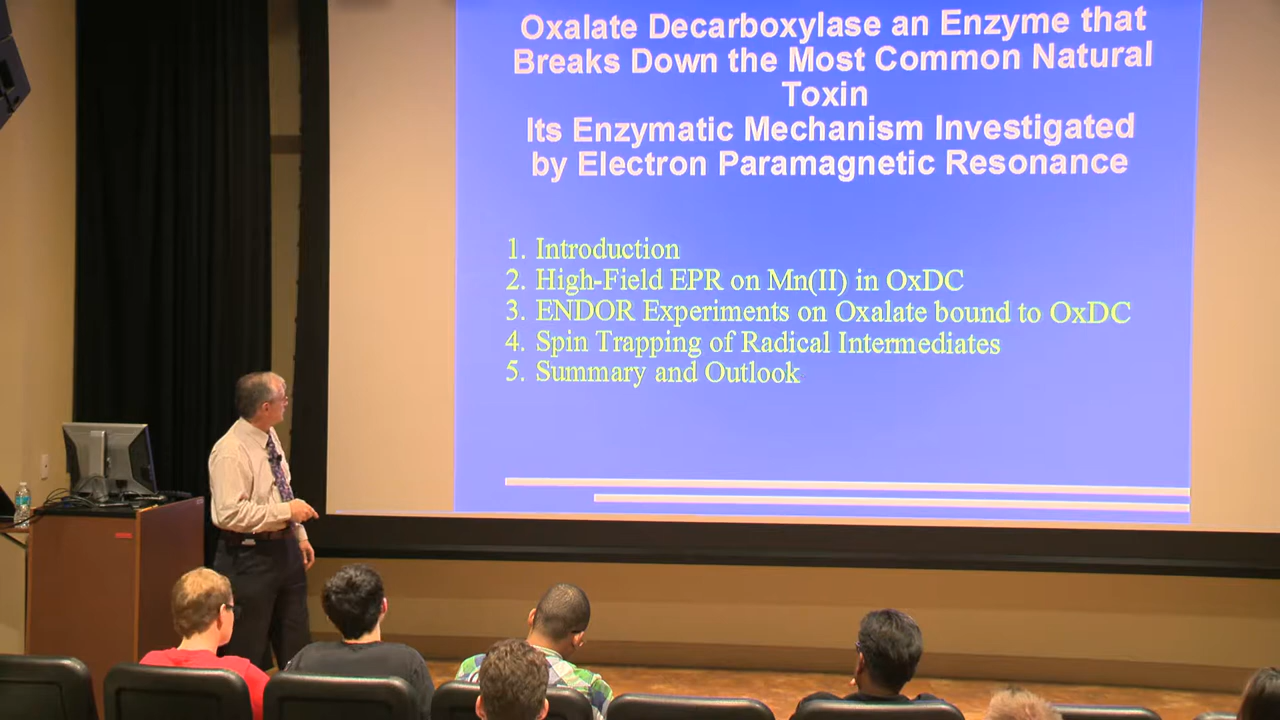 Oxalate Decarboxylase an Enzyme that
Breaks Down the Most Common Natural
Toxin
Its Enzymatic Mechanism Investigated
by Electron Paramagnetic Resonance
1. Introduction
2. High-Field EPR on Mn(II) in OxDC
3. ENDOR Experiments on Oxalate bound to OxDC
4. Spin Trapping of Radical Intermediates
5. Summary and Outlook